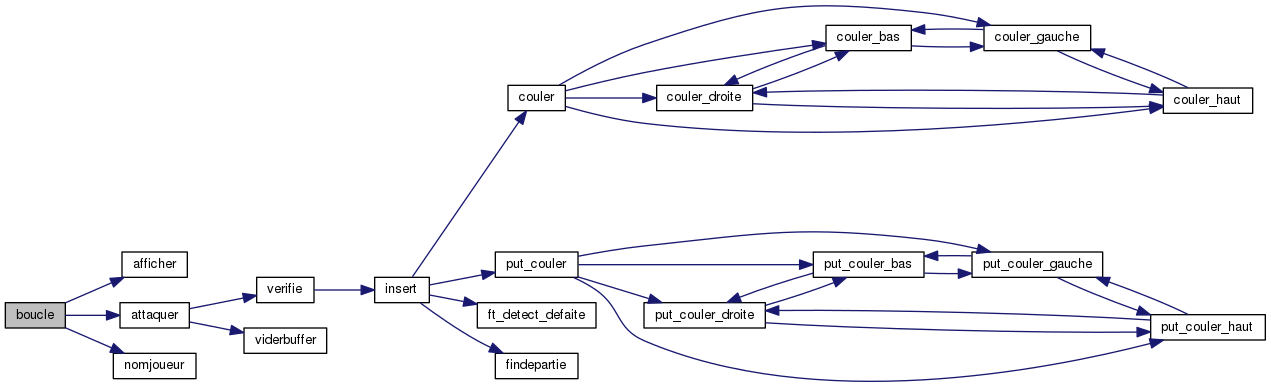 couler_bas
couler_gauche
couler
couler_droite
couler_haut
afficher
put_couler
put_couler_bas
put_couler_gauche
verifie
insert
boucle
attaquer
ft_detect_defaite
put_couler_droite
put_couler_haut
viderbuffer
nomjoueur
findepartie